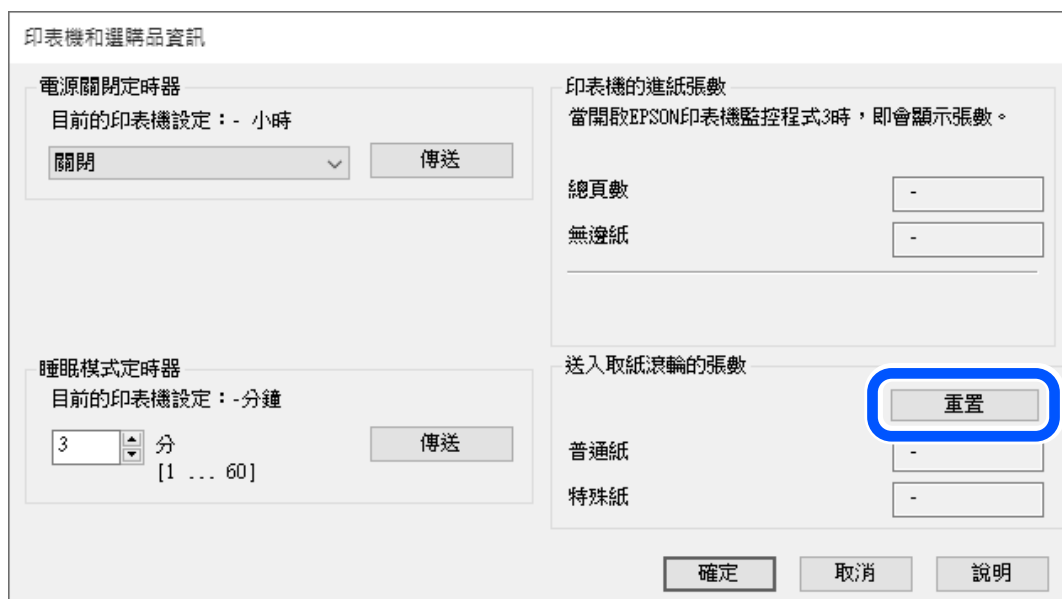 印表機和選購品資訊
電源關閉定時器
目前的印表機設定：- 小時
關閉
傳送
印表機的進紙張數
當開啟EPSON印表機監控程式3時，即會顯示張數。
總頁數
-
無邊紙
-
睡眠模式定時器
目前的印表機設定：-分鐘
3
分
[1 ... 60]
傳送
送入取紙滾輪的張數
重置
普通紙
-
特殊紙
-
確定
取消
說明